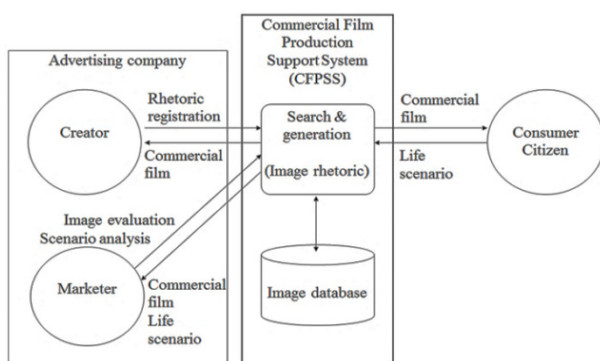 Commercial Film
Production
Support System
(CFPSS)
Advertising company
Creator
Rhetoric
registration
Commercial
film
Search &
generation
(Image rhetoric)
Commercial
film
Life
scenario
Consumer
Citizen
Image evaluation
Scenario analysis
Marketer
Commercial
film
Life
scenario
Image database